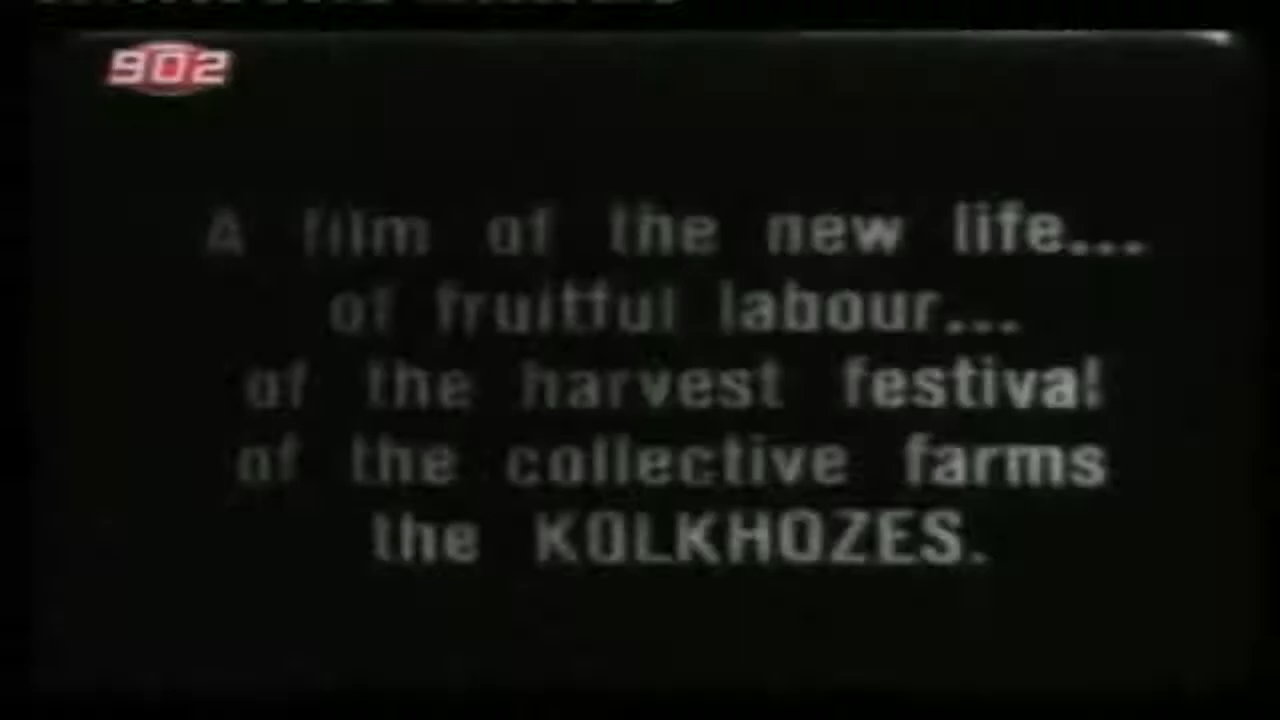 902
A film of the new life...
of fruitful labour...
of the harvest festival
of the collective farms
the KOLKHOZES.